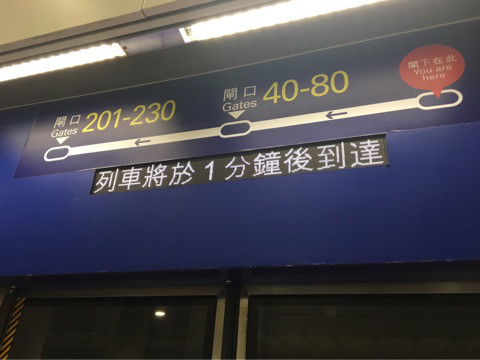 閣下在此
You are
here
閘口
Gates 40-80
閘口
Gates 201-230
列車將於 1 分鐘後到達